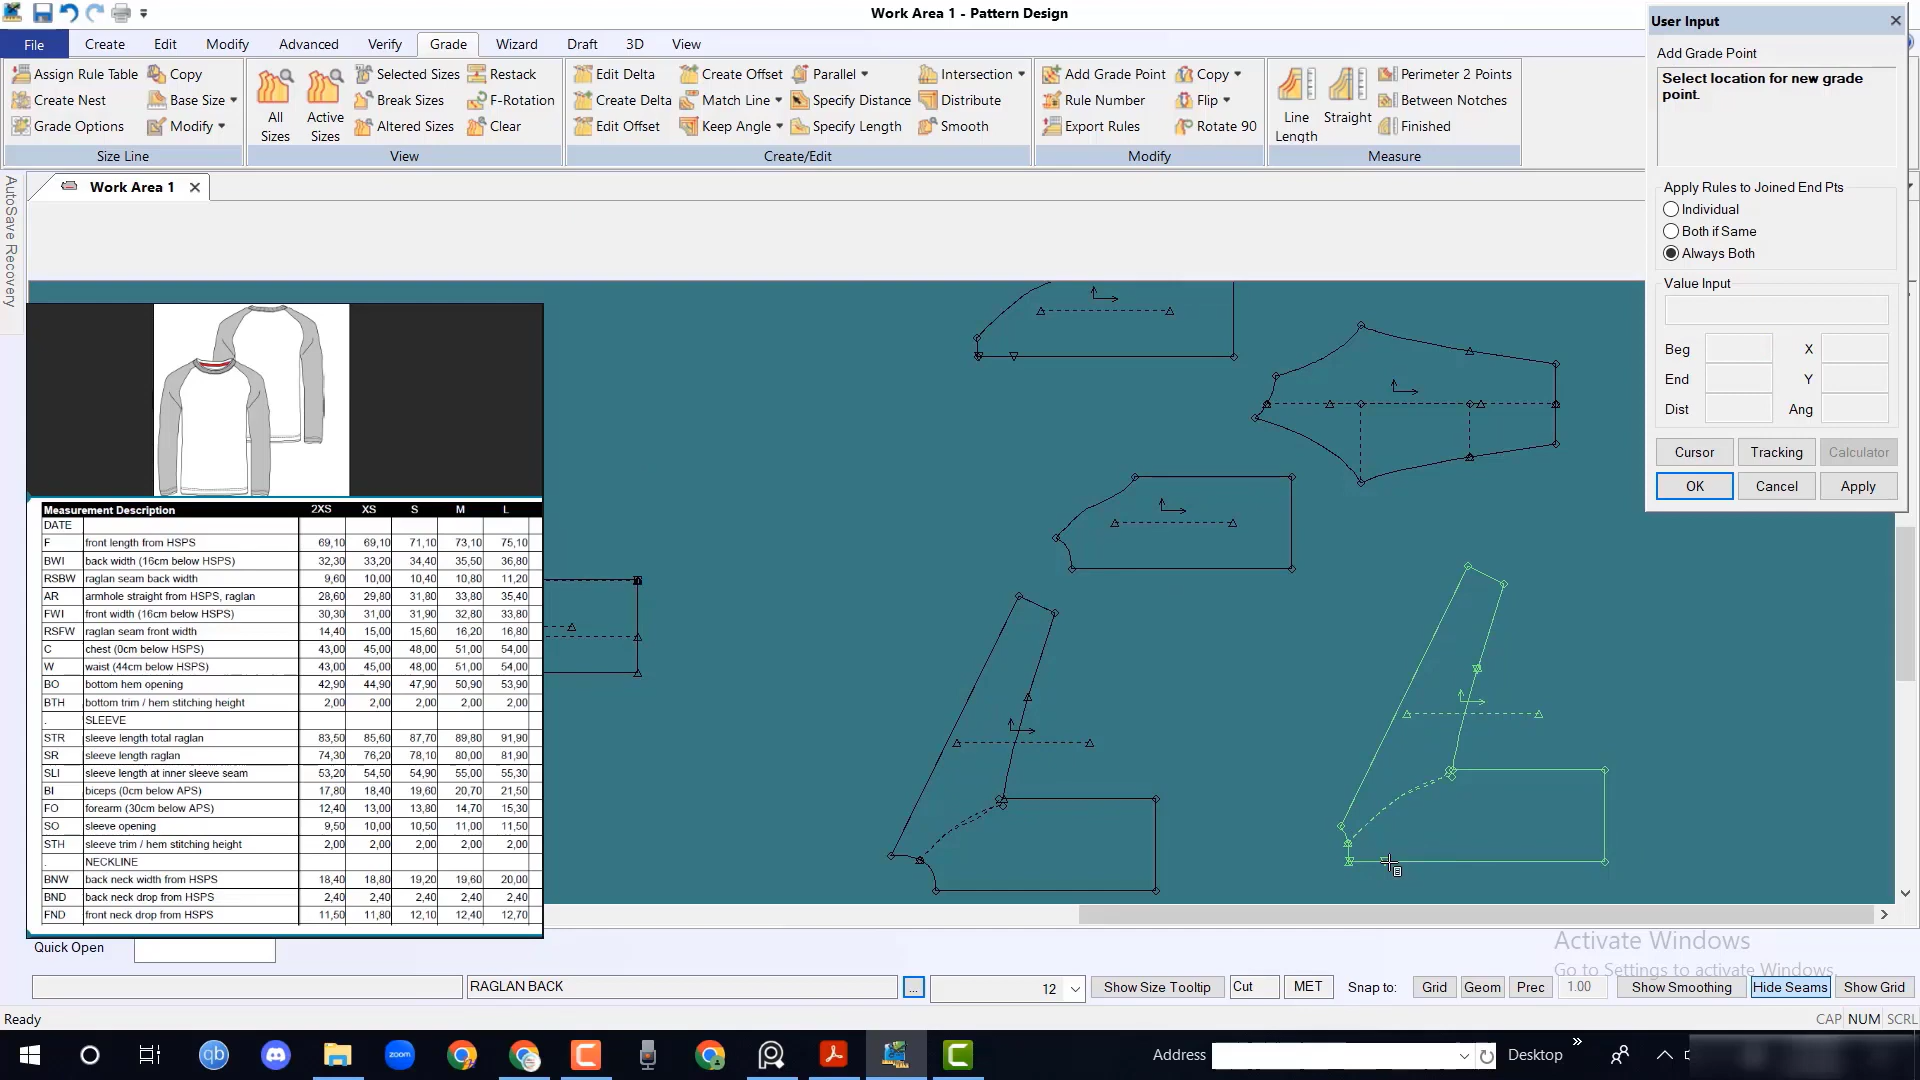 Work Area 1 - Pattern Design
File Create Edit Modify Advanced Verify Grade Wizard Draft 3D View
Assign Rule Table Copy
Create Nest Base Size
Grade Options Modify
Size Line
All Sizes
Active Sizes
Selected Sizes Restack
Break Sizes F-Rotation
Altered Sizes Clear
View
Edit Delta Create Offset Parallel Intersection
Create Delta Match Line Specify Distance Distribute
Edit Offset Keep Angle Specify Length Smooth
Create/Edit
Add Grade Point Copy
Rule Number Flip
Export Rules Rotate 90
Modify
Line Length
Straight
Perimeter 2 Points
Between Notches
Finished
Measure
User Input
Add Grade Point
Select location for new grade
point.
Apply Rules to Joined End Pts
Individual
Both if Same
Always Both
Value Input
Beg X
End Y
Dist Ang
Cursor Tracking Calculator
OK Cancel Apply
AutoSave Recovery
Work Area 1
Measurement Description 2XS XS S M L
DATE
F front length from HSPS 69,10 69,10 71,10 73,10 75,10
BWI back width (16cm below HSPS) 32,30 33,20 34,40 35,50 36,80
RSBW raglan seam back width 9,60 10,00 10,40 10,80 11,20
AR armhole straight from HSPS, raglan 28,60 29,80 31,80 33,80 35,40
FWI front width (16cm below HSPS) 30,30 31,00 31,90 32,80 33,80
RSFW raglan seam front width 14,40 15,00 15,60 16,20 16,80
C chest (0cm below HSPS) 43,00 45,00 48,00 51,00 54,00
W waist (44cm below HSPS) 43,00 45,00 48,00 51,00 54,00
BO bottom hem opening 42,90 44,90 47,90 50,90 53,90
BTH bottom trim / hem stitching height 2,00 2,00 2,00 2,00 2,00
. SLEEVE
STR sleeve length total raglan 83,50 85,60 87,70 89,80 91,90
SR sleeve length raglan 74,30 76,20 78,10 80,00 81,90
SLI sleeve length at inner sleeve seam 53,20 54,50 54,90 55,00 55,30
BI biceps (0cm below APS) 17,80 18,40 19,60 20,70 21,50
FO forearm (30cm below APS) 12,40 13,00 13,80 14,70 15,30
SO sleeve opening 9,50 10,00 10,50 11,00 11,50
STH sleeve trim / hem stitching height 2,00 2,00 2,00 2,00 2,00
. NECKLINE
BNW back neck width from HSPS 18,40 18,80 19,20 19,60 20,00
BND back neck drop from HSPS 2,40 2,40 2,40 2,40 2,40
FND front neck drop from HSPS 11,50 11,80 12,10 12,40 12,70
Quick Open
Activate Windows
Go to Settings to activate Windows.
RAGLAN BACK ... 12 Show Size Tooltip Cut MET Snap to: Grid Geom Prec 1.00 Show Smoothing Hide Seams Show Grid
Ready CAP NUM SCRL
qb zoom Address Desktop